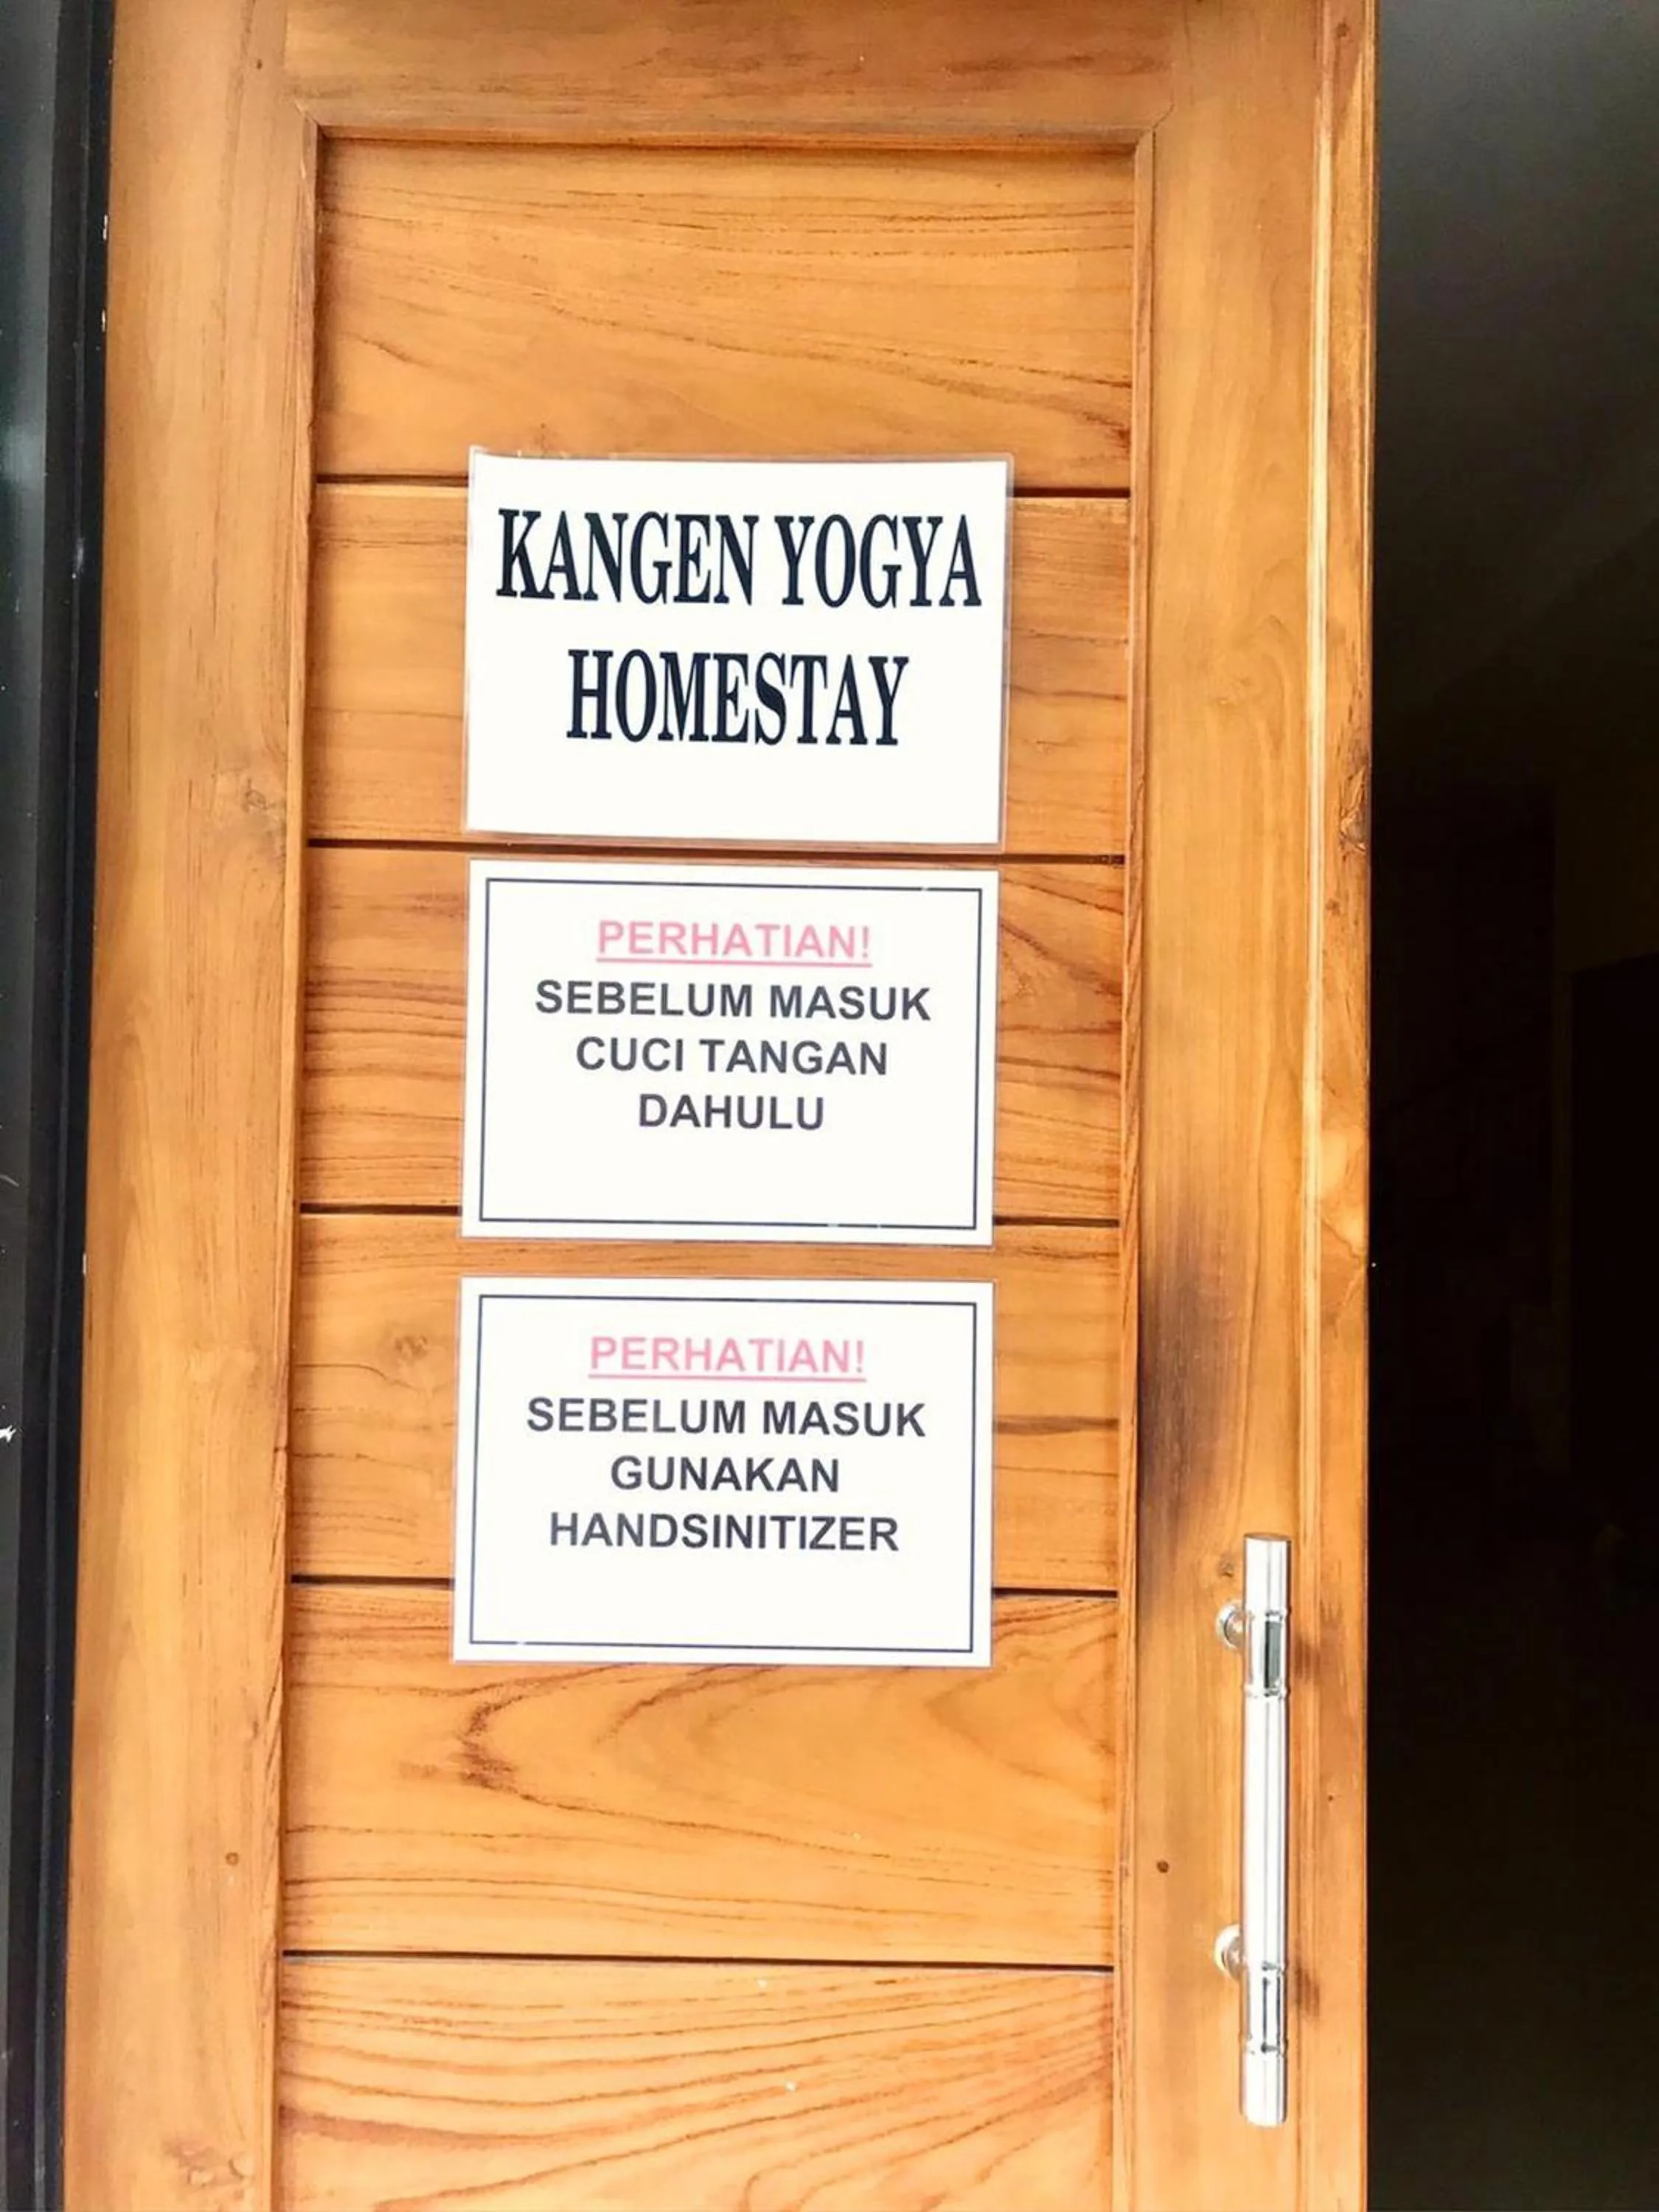 KANGEN YOGYA
HOMESTAY
PERHATIAN!
SEBELUM MASUK
CUCI TANGAN
DAHULU
PERHATIAN!
SEBELUM MASUK
GUNAKAN
HANDSINITIZER